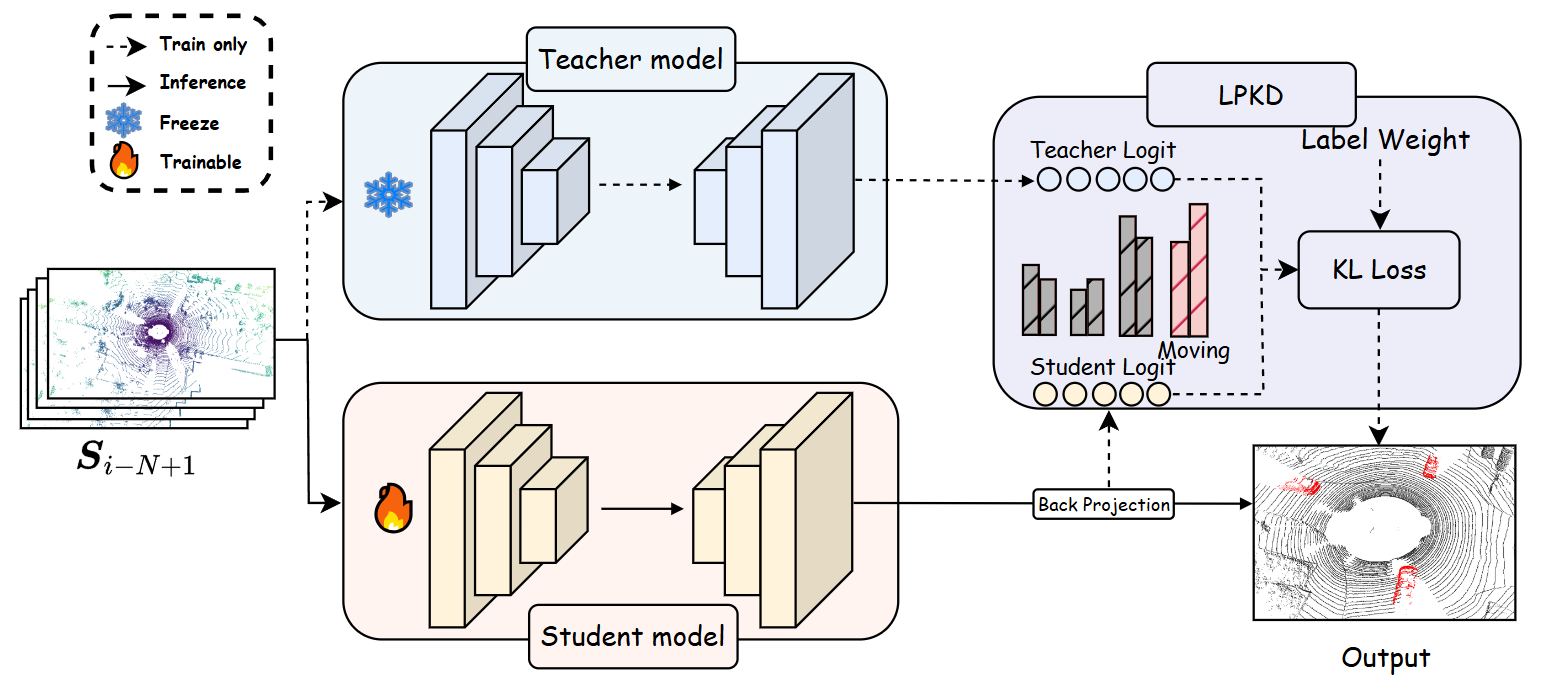 Train only
Inference
Freeze
Trainable
Teacher model
LPKD
Label Weight
Teacher Logit
KL Loss
Moving
Student Logit
S_{i-N+1}
Back Projection
Student model
Output